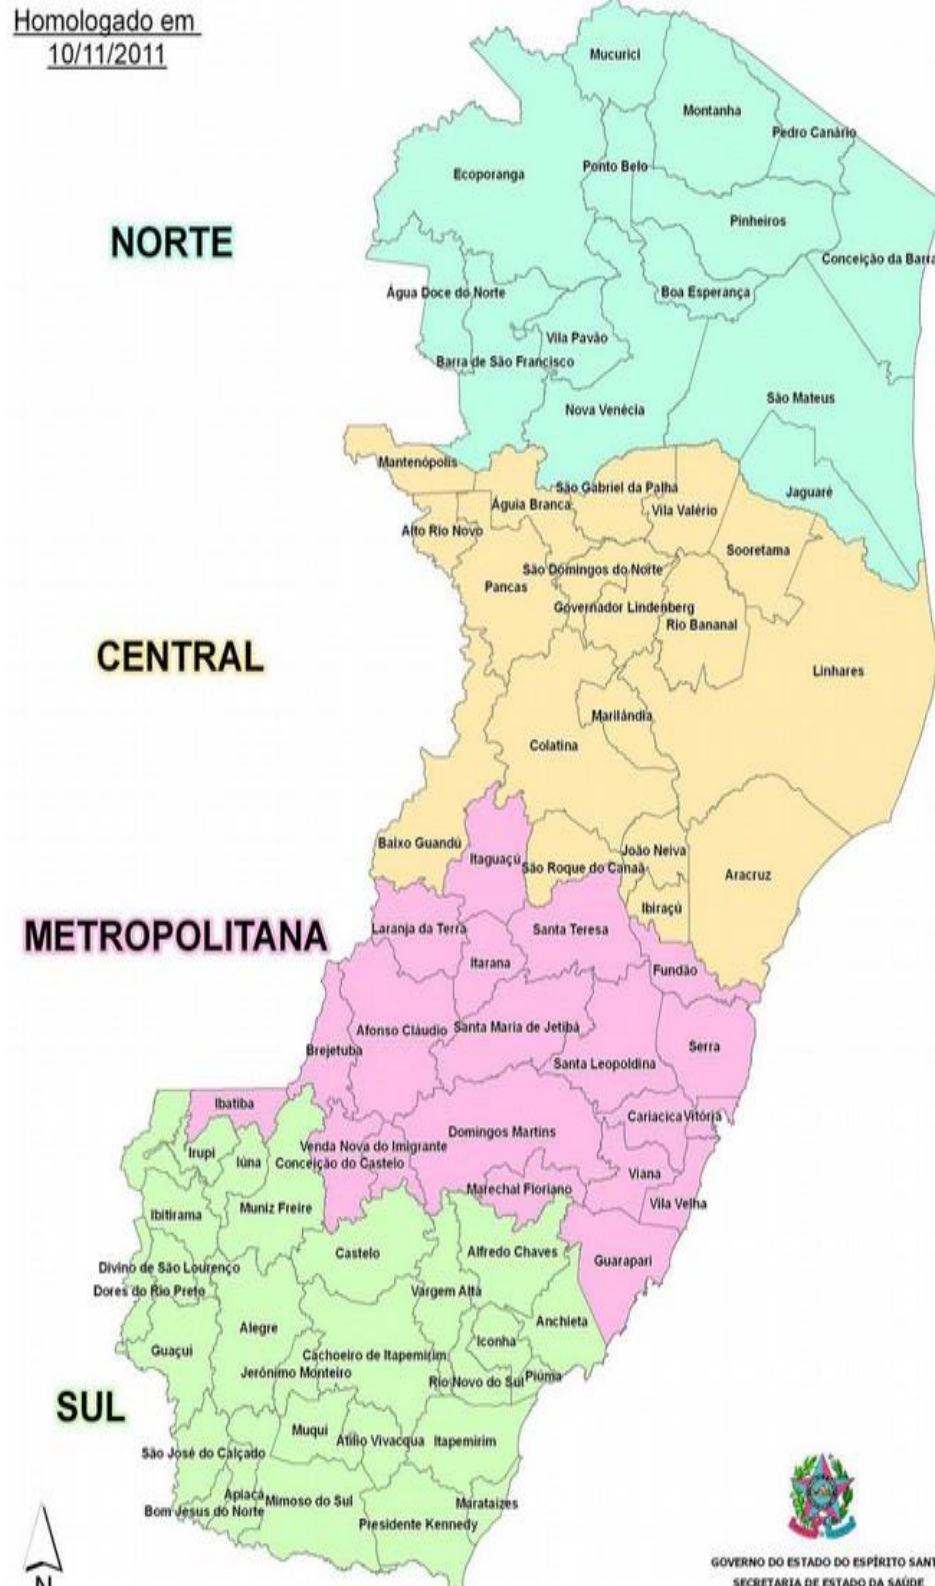 Homologado em
10/11/2011
Mucurici
Montanha
Pedro Canário
Ponto Belo
Ecoporanga
Pinheiros
NORTE
Conceição da Barra
Água Doce do Norte
Boa Esperança
Vila Pavão
Barra de São Francisco
São Mateus
Nova Venécia
Mantenópolis
São Gabriel da Palha
Jaguaré
Águia Branca
Vila Valério
Alto Rio Novo
Sooretama
São Domingos do Norte
Pancas
Governador Lindenberg
Rio Bananal
CENTRAL
Linhares
Marilândia
Colatina
Baixo Guandú
João Neiva
Itaguaçú
São Roque do Canaã
Aracruz
Ibiraçú
METROPOLITANA
Laranja da Terra
Santa Teresa
Itarana
Fundão
Afonso Cláudio
Santa Maria de Jetibá
Serra
Brejetuba
Santa Leopoldina
Ibatiba
Cariacica
Vitória
Domingos Martins
Venda Nova do Imigrante
Irupi
Iúna
Conceição do Castelo
Viana
Marechal Floriano
Vila Velha
Muniz Freire
Ibitirama
Castelo
Alfredo Chaves
Guarapari
Divino de São Lourenço
Dores do Rio Preto
Vargem Alta
Anchieta
Alegre
Iconha
Guaçui
Cachoeiro de Itapemirim
Jerônimo Monteiro
Rio Novo do Sul
Piúma
SUL
Muqui
Atílio Vivacqua
Itapemirim
São José do Calçado
Apiacá
Mimoso do Sul
Marataízes
Bom Jesus do Norte
Presidente Kennedy
N
GOVERNO DO ESTADO DO ESPÍRITO SANT
SECRETARIA DE ESTADO DA SAÚDE